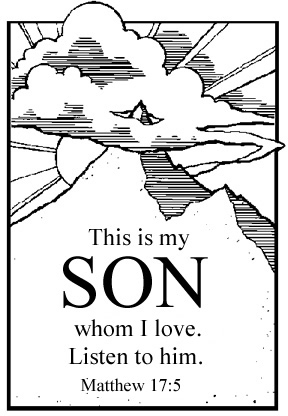 This is my
SON
whom I love.
Listen to him.
Matthew 17:5